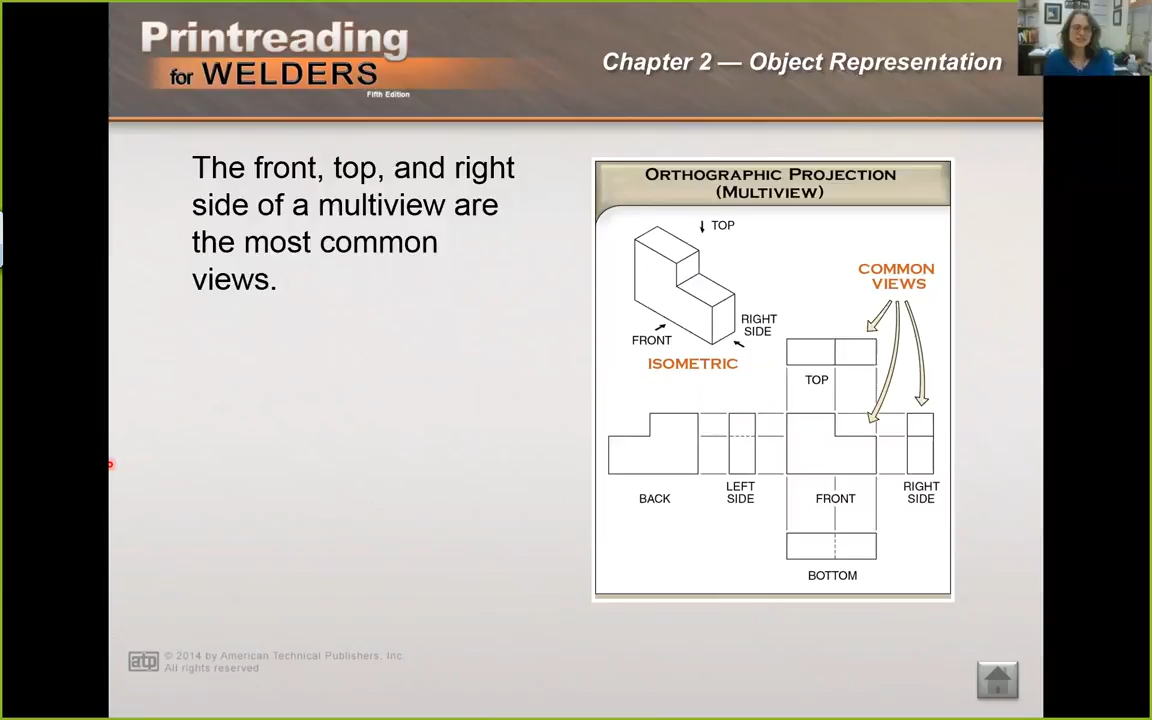 Printreading
for WELDERS
Fifth Edition
Chapter 2 — Object Representation
The front, top, and right
side of a multiview are
the most common
views.
ORTHOGRAPHIC PROJECTION
(MULTIVIEW)
TOP
COMMON
VIEWS
RIGHT
SIDE
FRONT
ISOMETRIC
TOP
BACK
LEFT
SIDE
FRONT
RIGHT
SIDE
BOTTOM
atp
© 2014 by American Technical Publishers, Inc.
All rights reserved